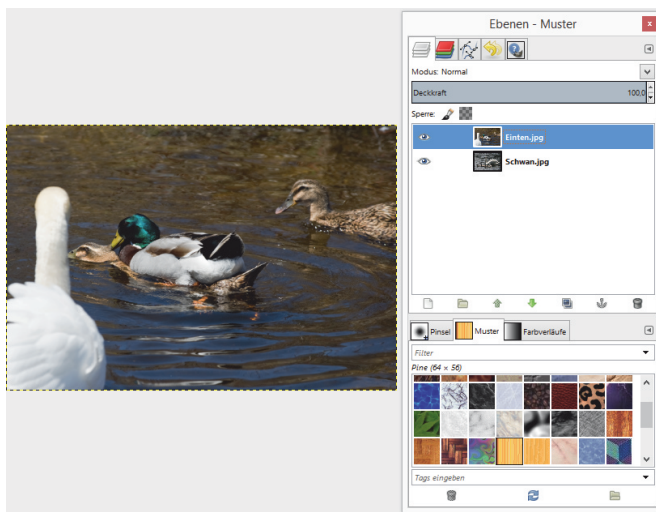 Ebenen - Muster
x
Modus: Normal
Deckkraft 100,0
Sperre:
Einten.jpg
Schwan.jpg
Pinsel Muster Farbverläufe
Filter
Pine (64 × 56)
Tags eingeben